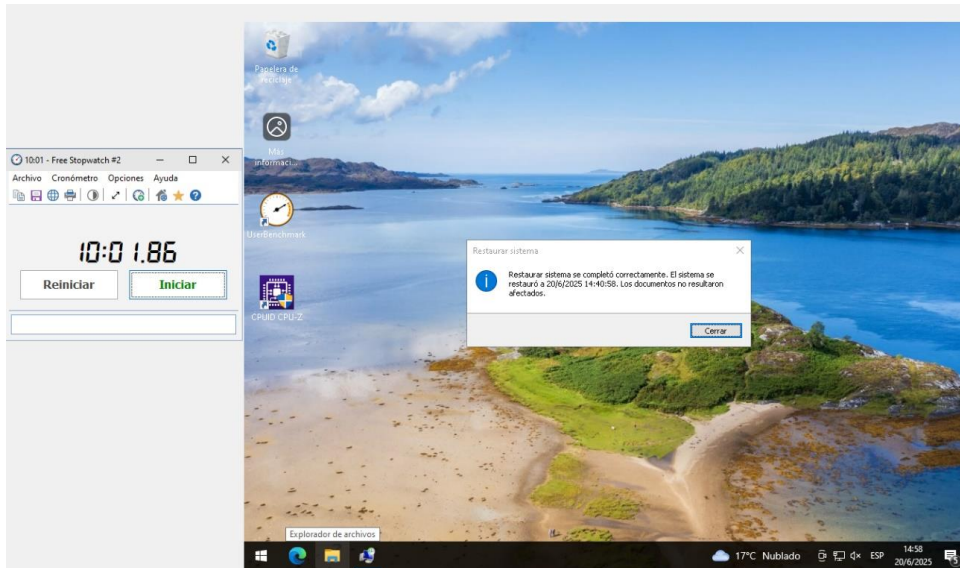 10:01 - Free Stopwatch #2
Archivo Cronómetro Opciones Ayuda
10:01.86
Reiniciar
Iniciar
Papelera de
reciclaje
Más
informaci...
UserBenchmark
CPUID CPU-Z
Restaurar sistema
Restaurar sistema se completó correctamente. El sistema se
restauró a 20/6/2025 14:40:58. Los documentos no resultaron
afectados.
Cerrar
Explorador de archivos
17°C Nublado
ESP
14:58
20/6/2025